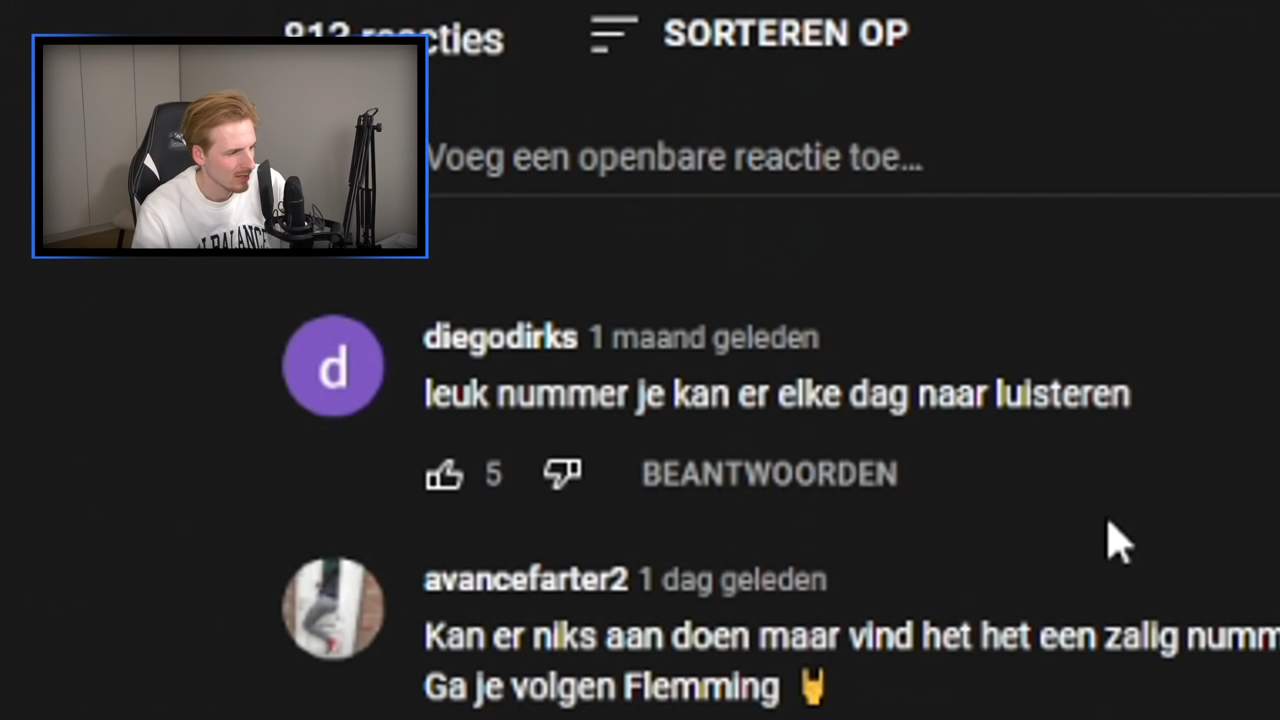 813 reacties
SORTEREN OP
Voeg een openbare reactie toe...
d
diegodirks 1 maand geleden
leuk nummer je kan er elke dag naar luisteren
5
BEANTWOORDEN
avancefarter2 1 dag geleden
Kan er niks aan doen maar vind het het een zalig
Ga je volgen Flemming 🤘